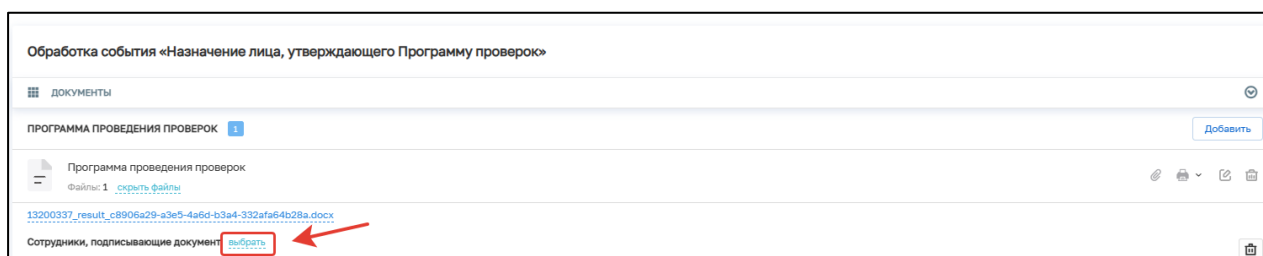 Обработка события «Назначение лица, утверждающего Программу проверок»
ДОКУМЕНТЫ
ПРОГРАММА ПРОВЕДЕНИЯ ПРОВЕРОК 1 Добавить
Программа проведения проверок
Файлы: 1 скрыть файлы
13200337_result_c8906a29-a3e5-4a6d-b3a4-332afa64b28a.docx
Сотрудники, подписывающие документ выбрать